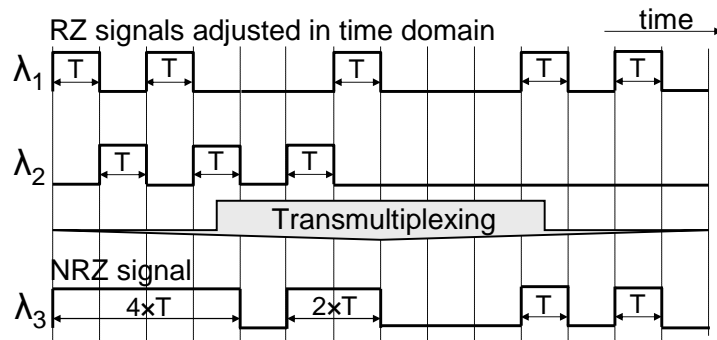 RZ signals adjusted in time domain
time
λ1 T T T T T
λ2 T T T
Transmultiplexing
NRZ signal
λ3 4×T 2×T T T